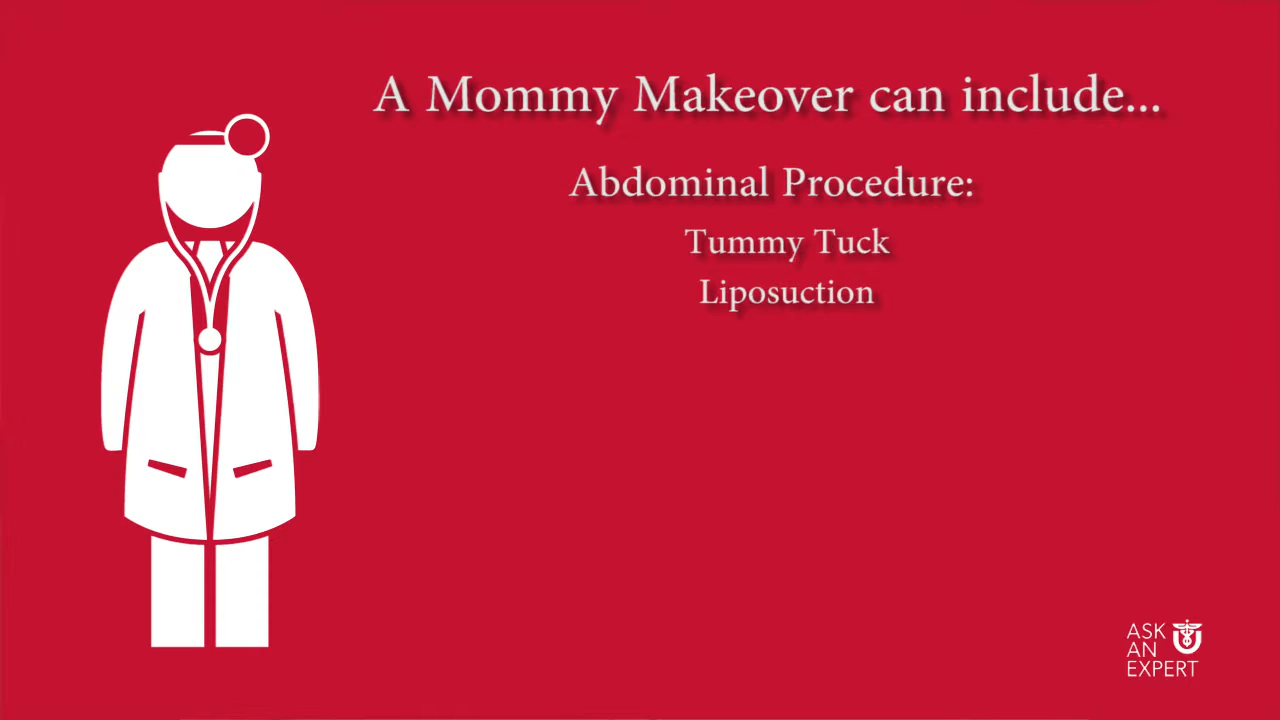 A Mommy Makeover can include...
Abdominal Procedure:
Tummy Tuck
Liposuction
ASK
AN
EXPERT